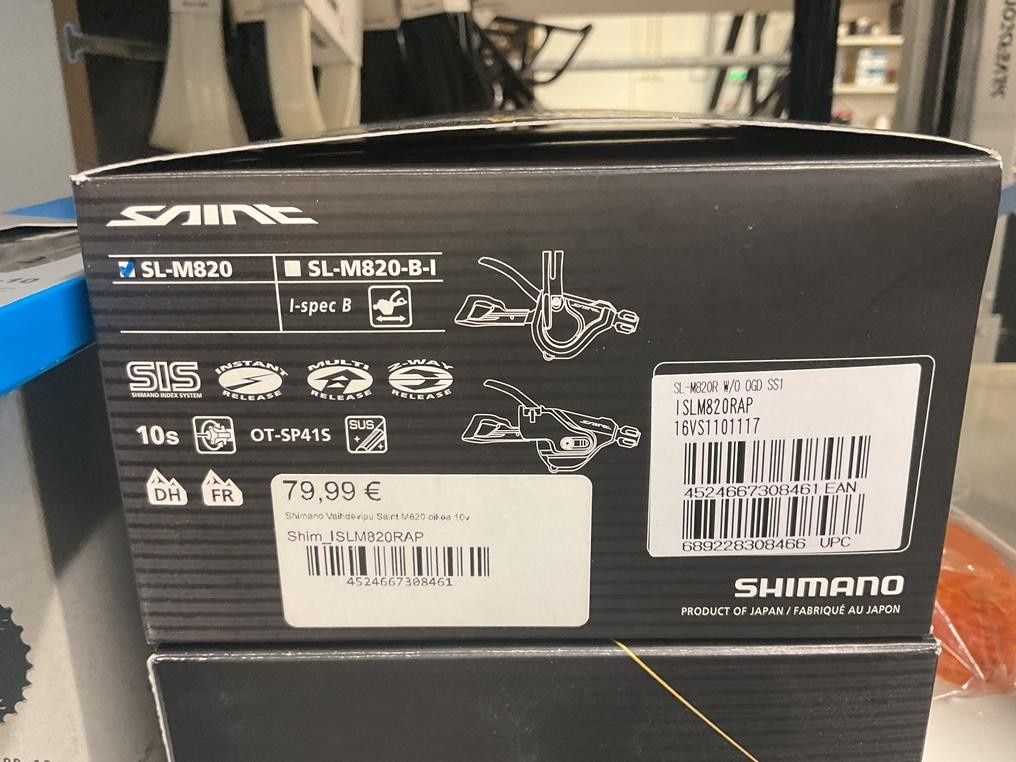 SAINT
SL-M820
SL-M820-B-I
I-spec B
SIS
SHIMANO INDEX SYSTEM
INSTANT
RELEASE
MULTI
RELEASE
2-WAY
RELEASE
10s
OT-SP41S
SUS
+
DH
FR
79,99 €
Shimano Vaihdevipu Saint M820 oikea 10v
Shim_ISLM820RAP
4524667308461
SL-M820R W/O OGD SS1
ISLM820RAP
16VS1101117
4524667308461 EAN
689228308466 UPC
SHIMANO
PRODUCT OF JAPAN / FABRIQUÉ AU JAPON